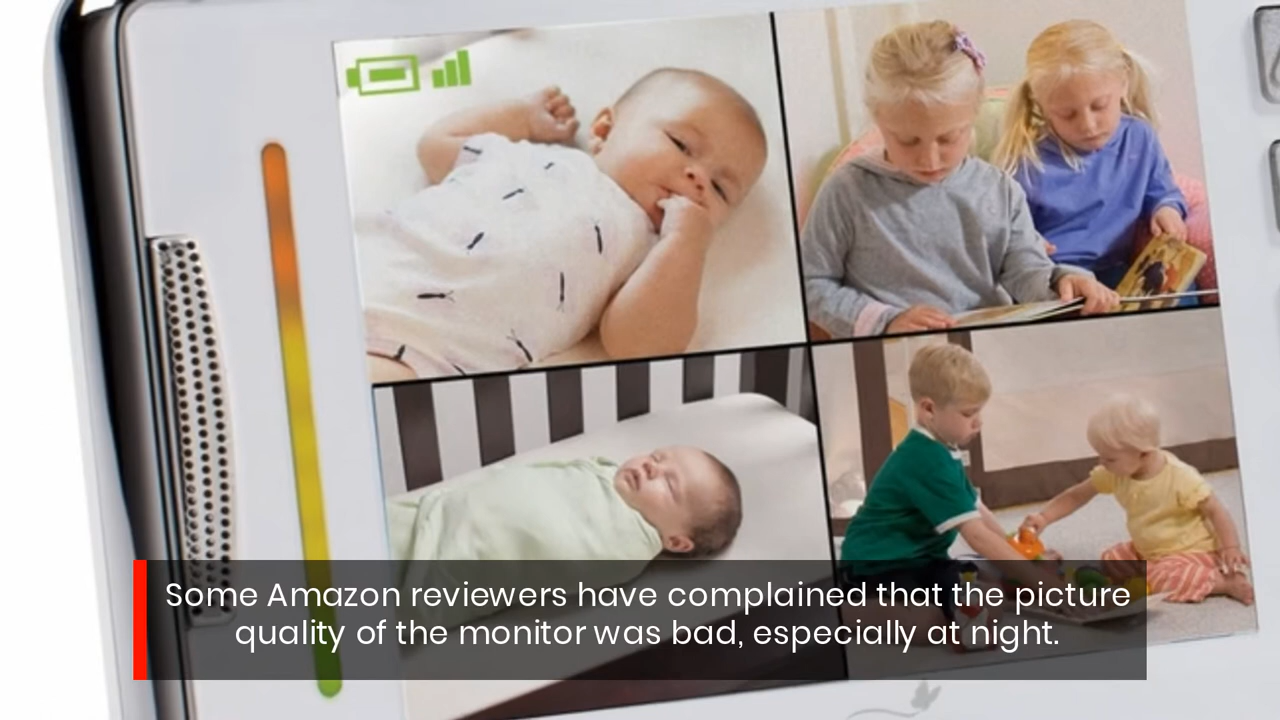 Some Amazon reviewers have complained that the picture
quality of the monitor was bad, especially at night.